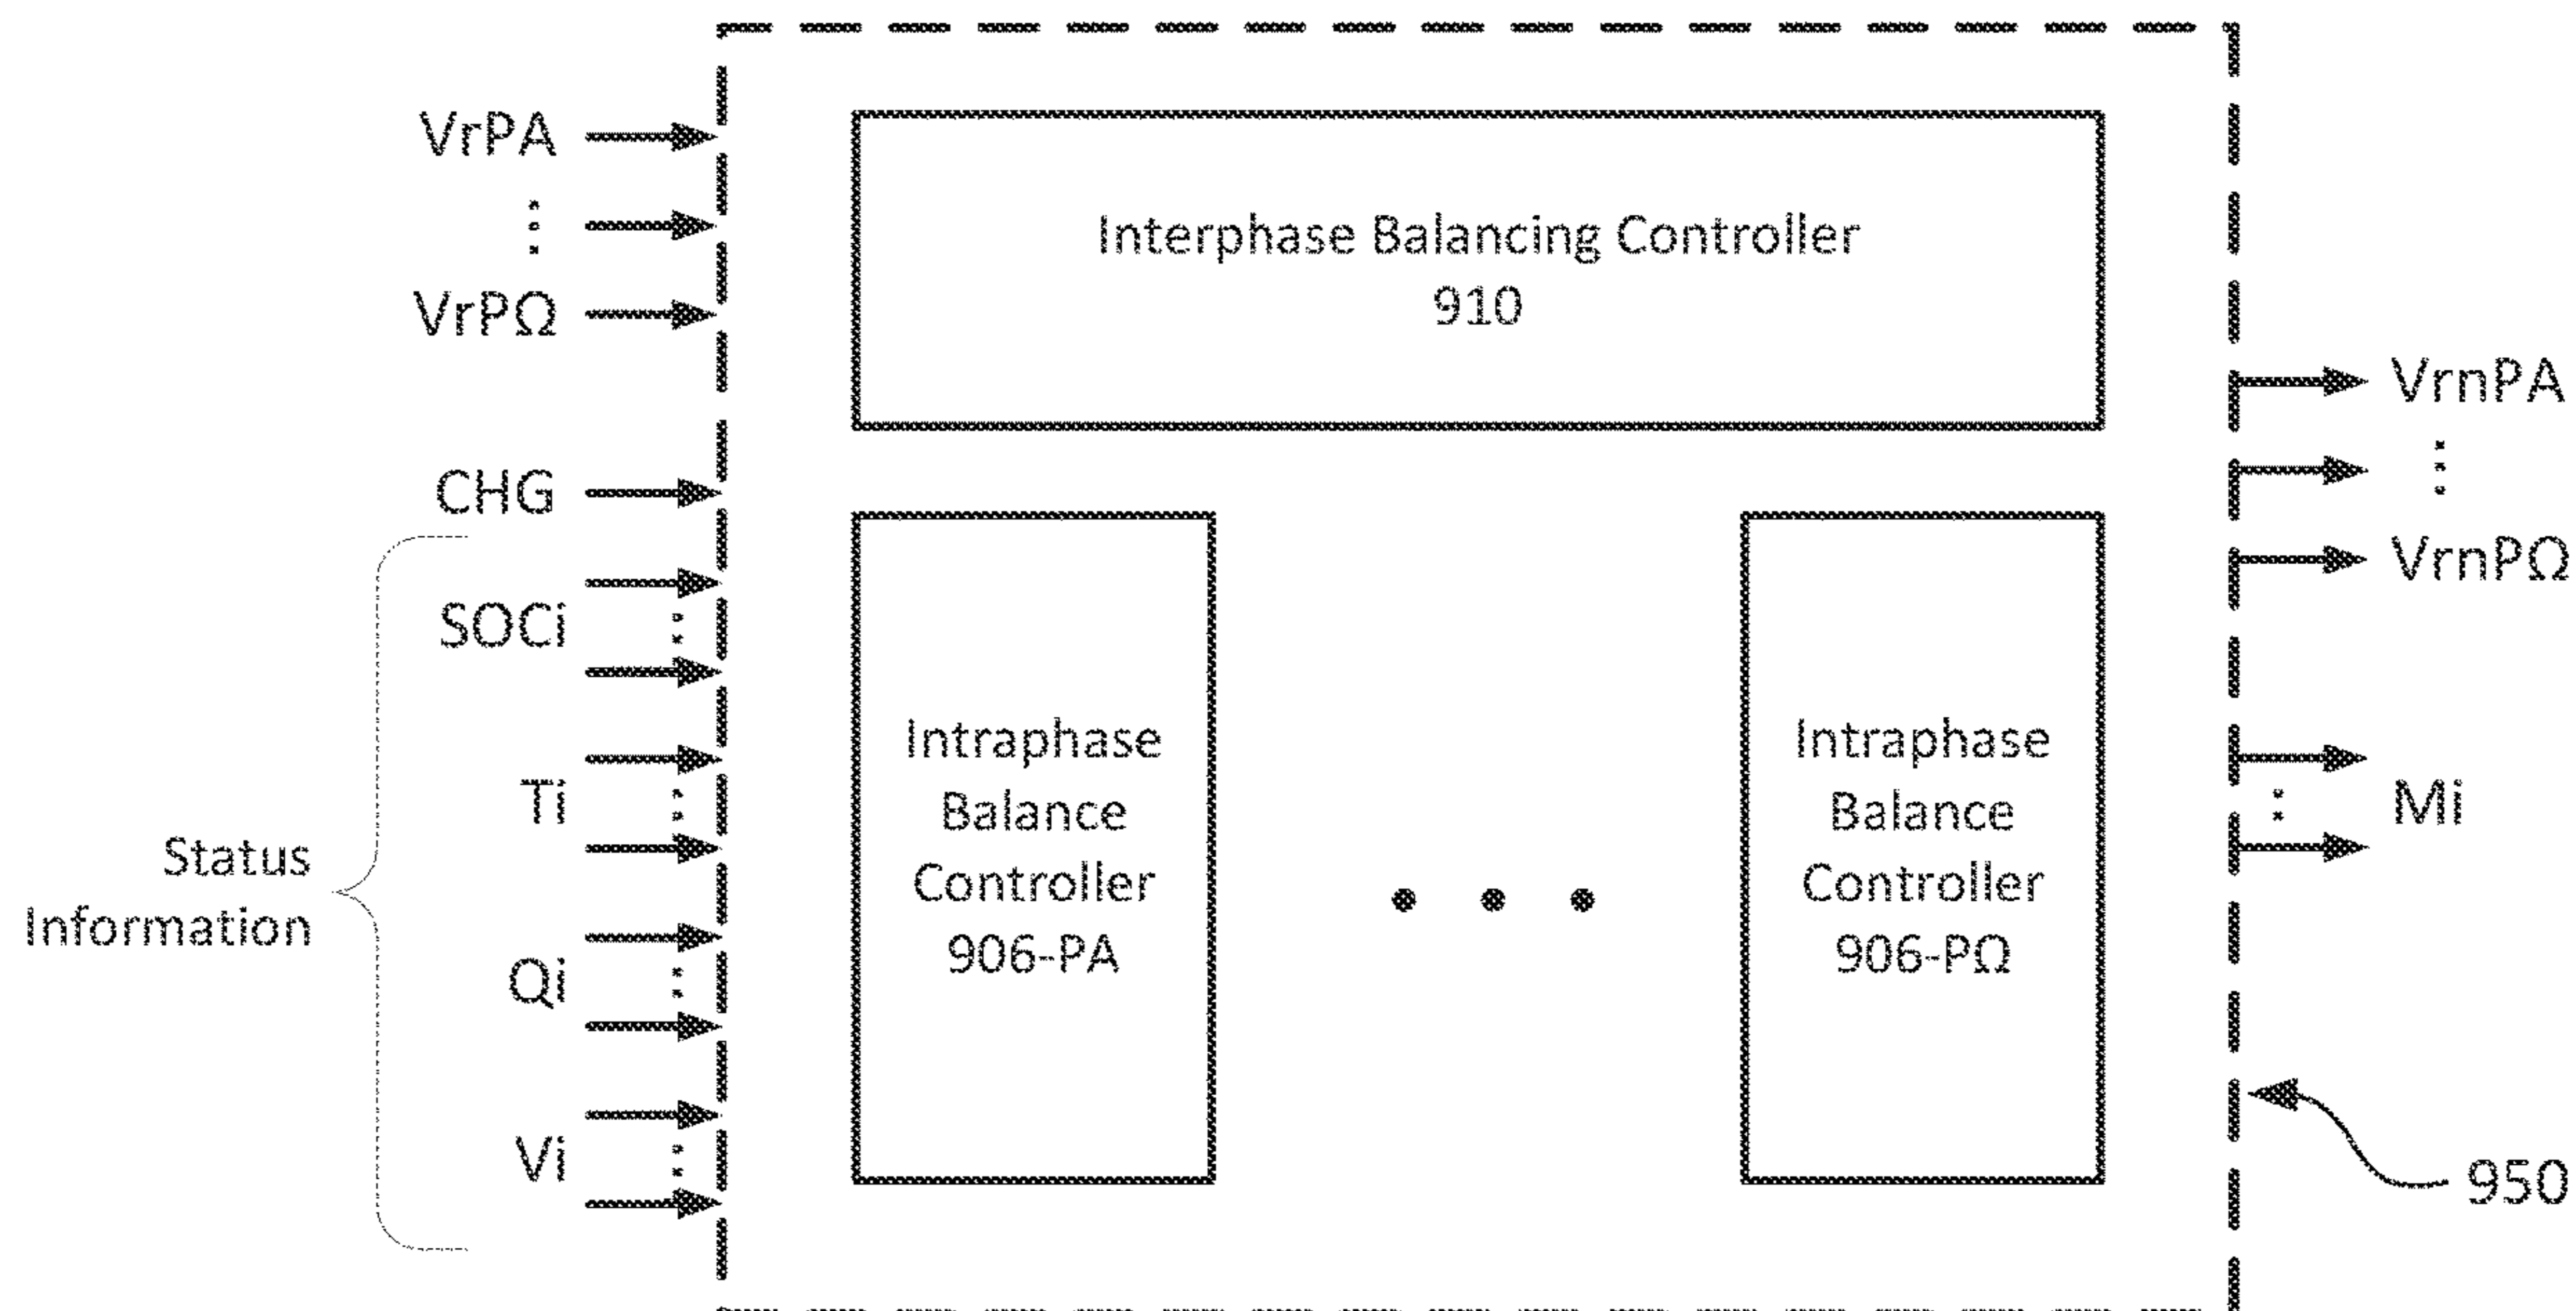 VrPA
VrPΩ
CHG
SOCi
Ti
Qi
Vi
Status
Information
Interphase Balancing Controller
910
Intraphase
Balance
Controller
906-PA
Intraphase
Balance
Controller
906-PΩ
VrnPA
VrnPΩ
Mi
950